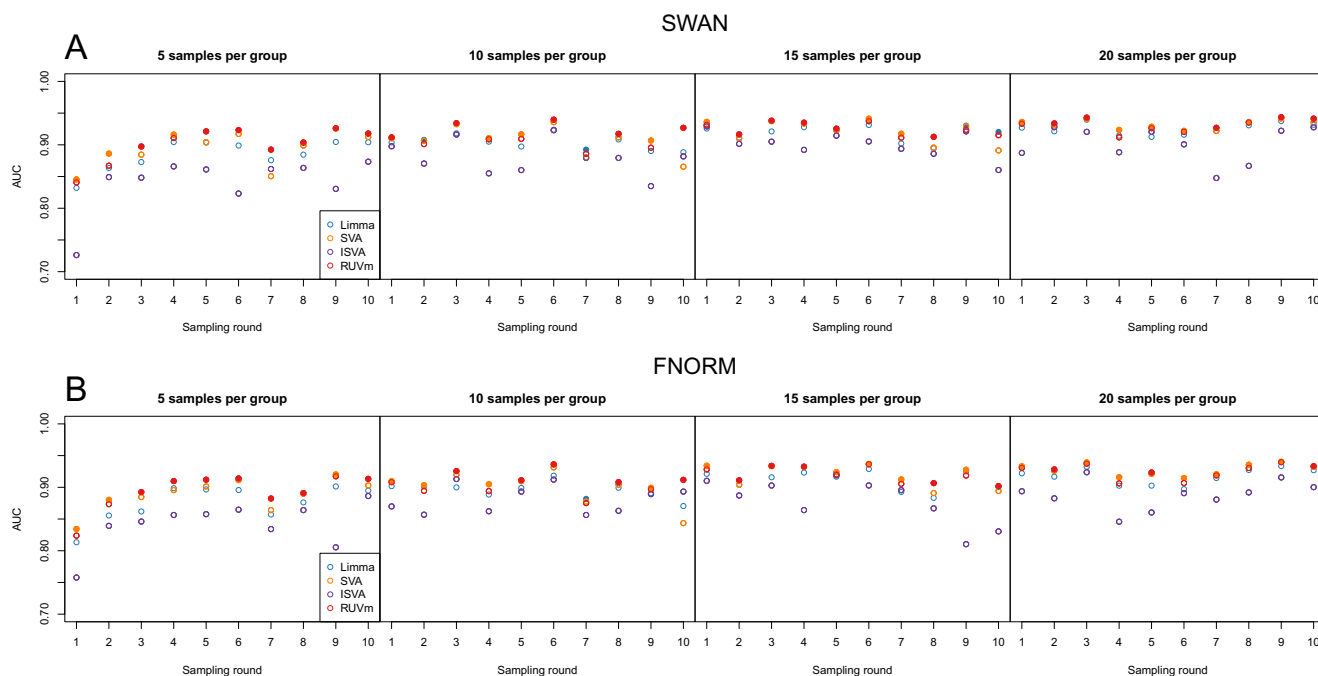 SWAN
A
5 samples per group 10 samples per group 15 samples per group 20 samples per group
1.00
0.90
0.80
0.70
AUC
Limma
SVA
ISVA
RUVm
1 2 3 4 5 6 7 8 9 10 1 2 3 4 5 6 7 8 9 10 1 2 3 4 5 6 7 8 9 10 1 2 3 4 5 6 7 8 9 10
Sampling round Sampling round Sampling round Sampling round
FNORM
B
5 samples per group 10 samples per group 15 samples per group 20 samples per group
1.00
0.90
0.80
0.70
AUC
Limma
SVA
ISVA
RUVm
1 2 3 4 5 6 7 8 9 10 1 2 3 4 5 6 7 8 9 10 1 2 3 4 5 6 7 8 9 10 1 2 3 4 5 6 7 8 9 10
Sampling round Sampling round Sampling round Sampling round